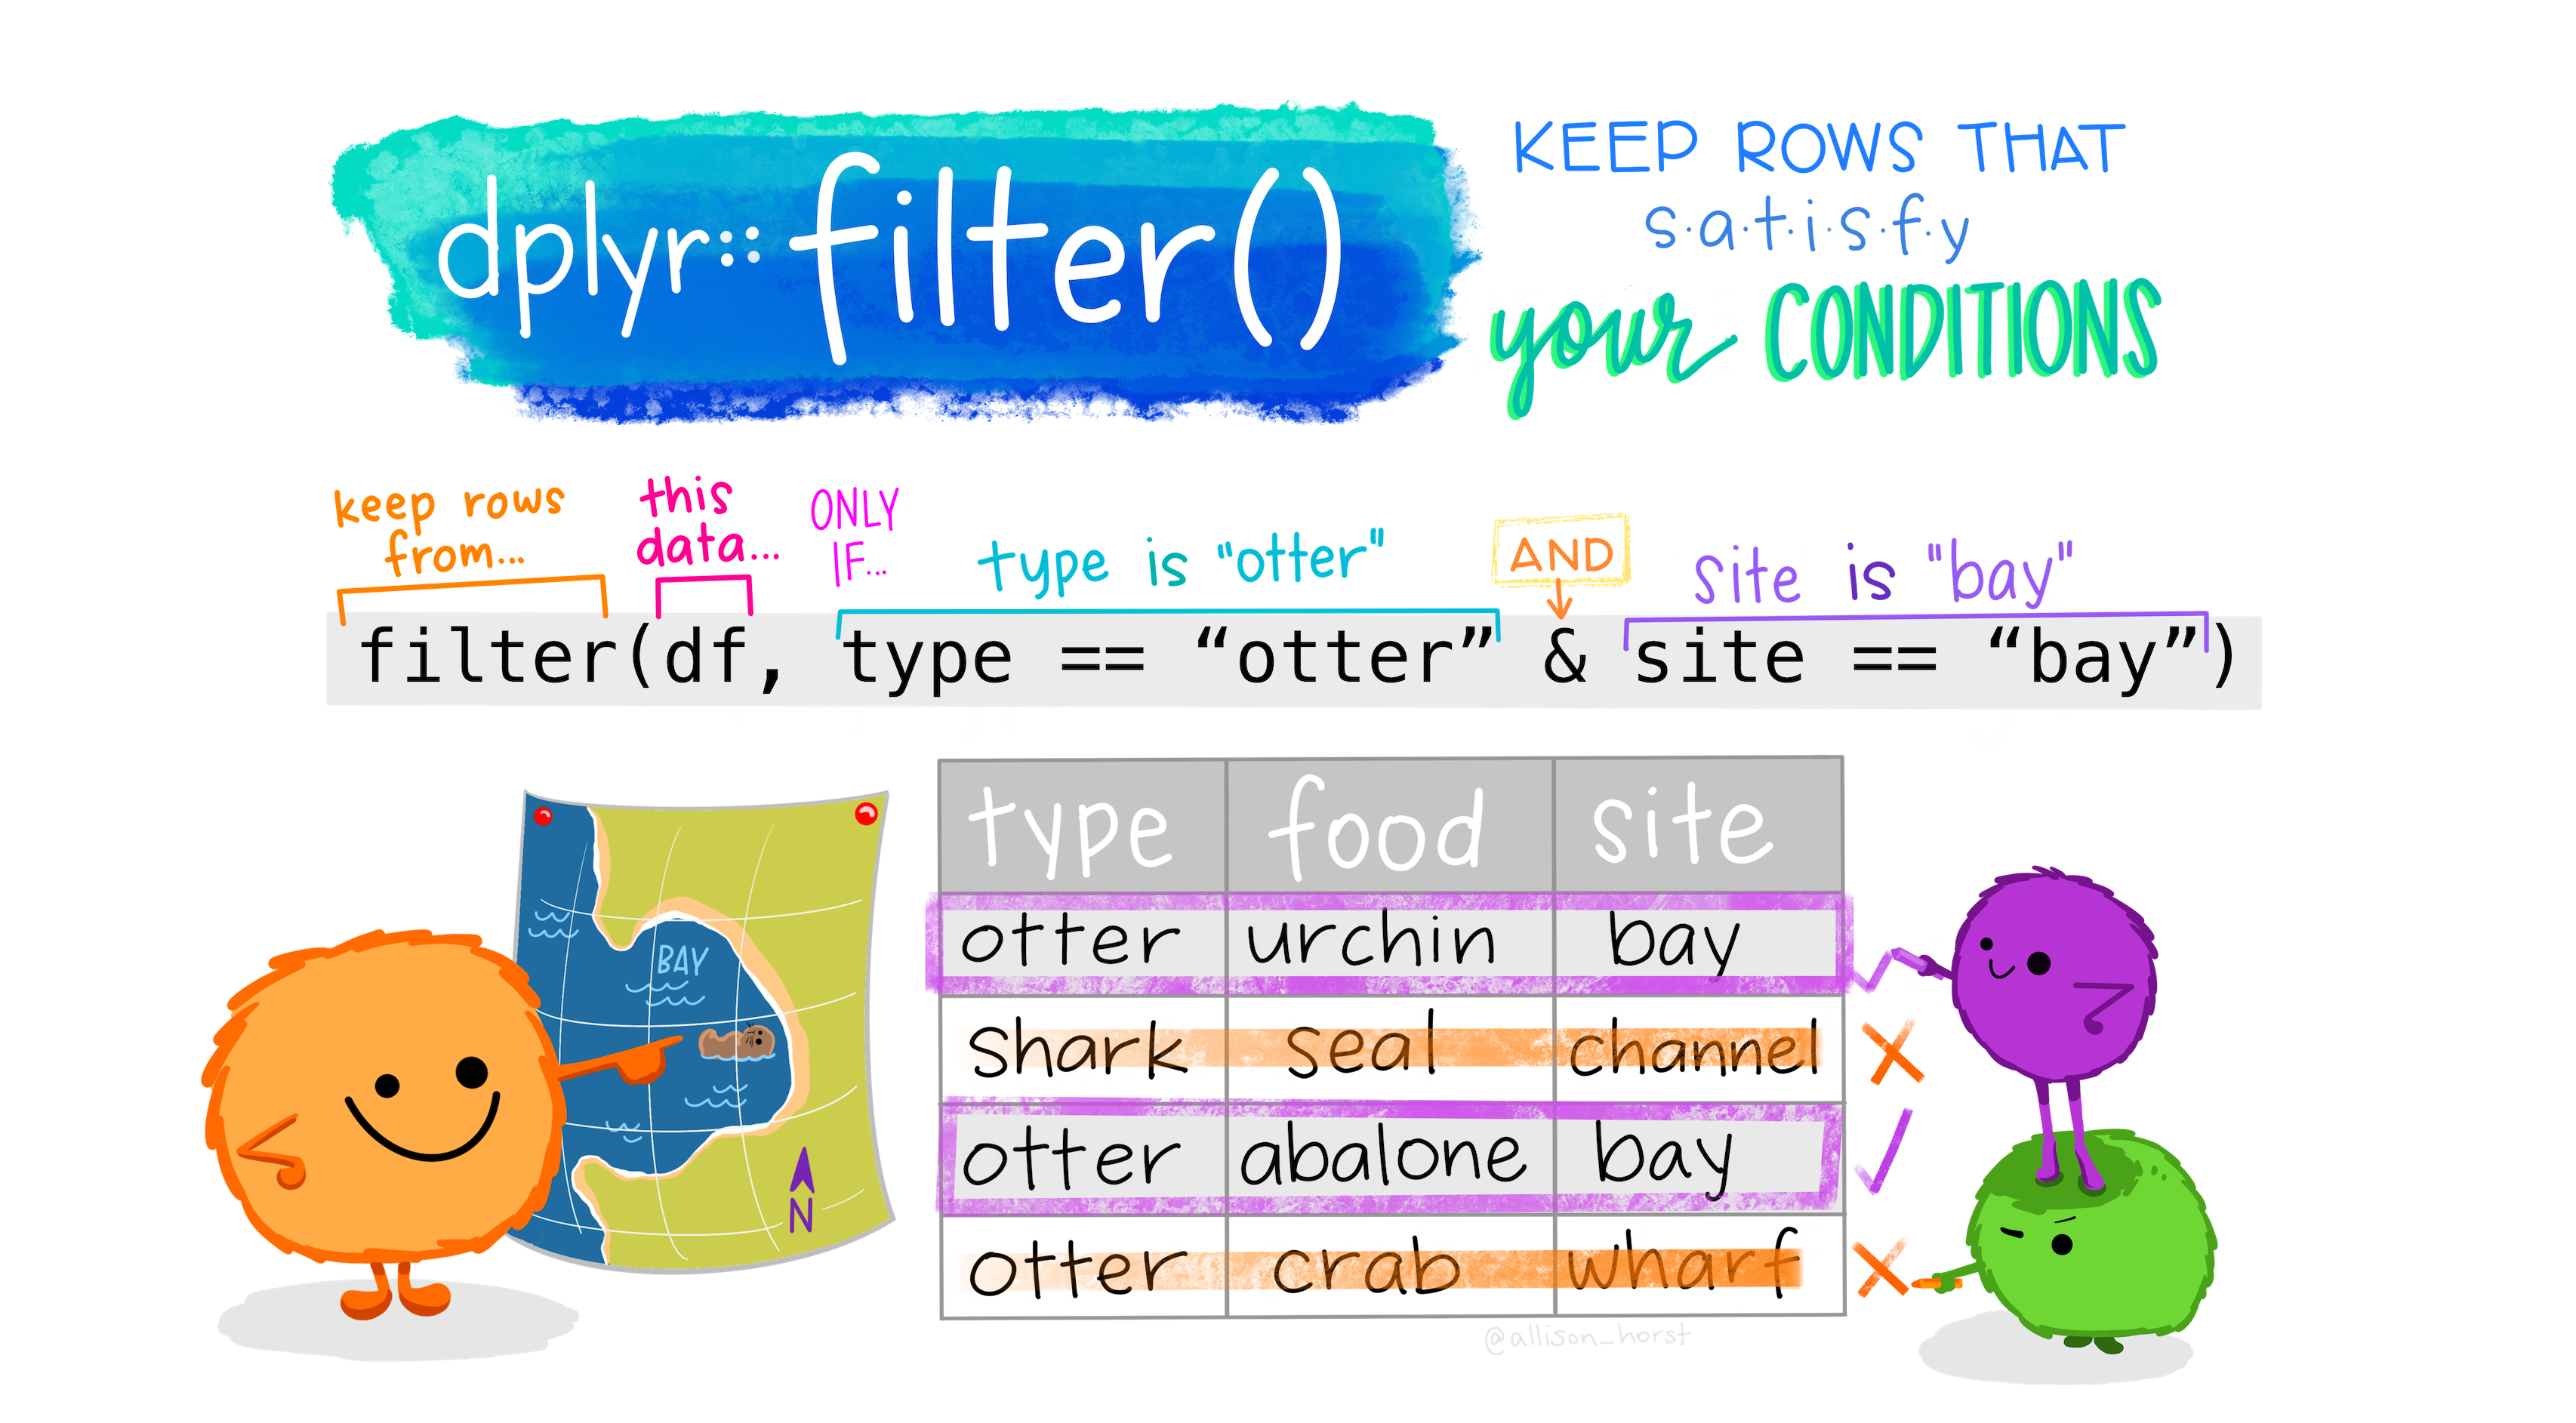 dplyr::filter()
KEEP ROWS THAT
s·a·t·i·s·f·y
your CONDITIONS
keep rows
from...
this
data...
ONLY
IF...
type is "otter"
AND
site is "bay"
filter(df, type == “otter” & site == “bay”)
BAY
N
type food site
otter urchin bay
shark seal channel
otter abalone bay
otter crab wharf
@allison_horst